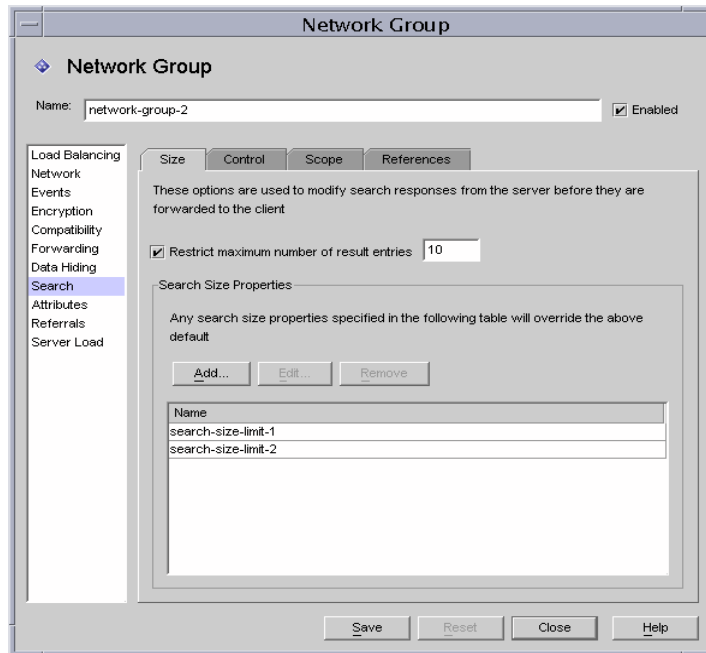 Network Group
Network Group
Name: network-group-2 Enabled
Load Balancing
Network
Events
Encryption
Compatibility
Forwarding
Data Hiding
Search
Attributes
Referrals
Server Load
Size Control Scope References
These options are used to modify search responses from the server before they are
forwarded to the client
Restrict maximum number of result entries 10
Search Size Properties
Any search size properties specified in the following table will override the above
default
Add... Edit... Remove
Name
search-size-limit-1
search-size-limit-2
Save Reset Close Help